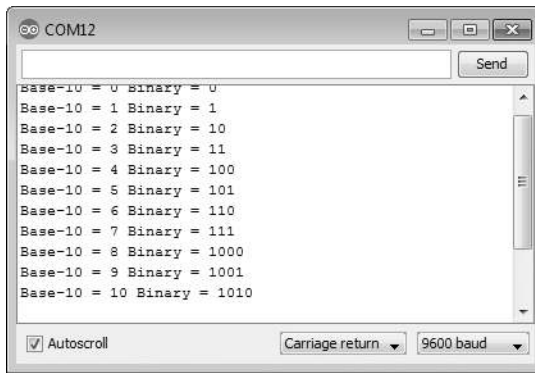 COM12
Send
Base-10 = 0 Binary = 0
Base-10 = 1 Binary = 1
Base-10 = 2 Binary = 10
Base-10 = 3 Binary = 11
Base-10 = 4 Binary = 100
Base-10 = 5 Binary = 101
Base-10 = 6 Binary = 110
Base-10 = 7 Binary = 111
Base-10 = 8 Binary = 1000
Base-10 = 9 Binary = 1001
Base-10 = 10 Binary = 1010
Autoscroll Carriage return 9600 baud